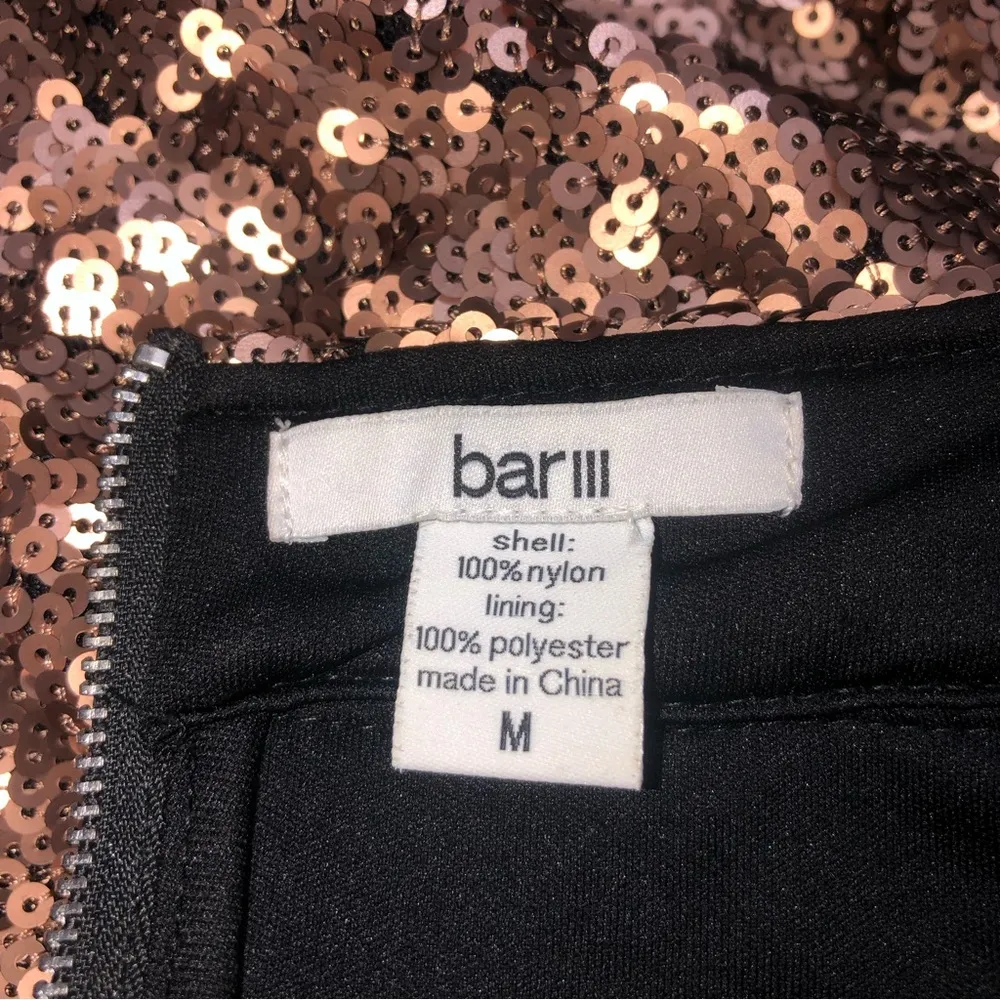 bar III
shell:
100% nylon
lining:
100% polyester
made in China
M